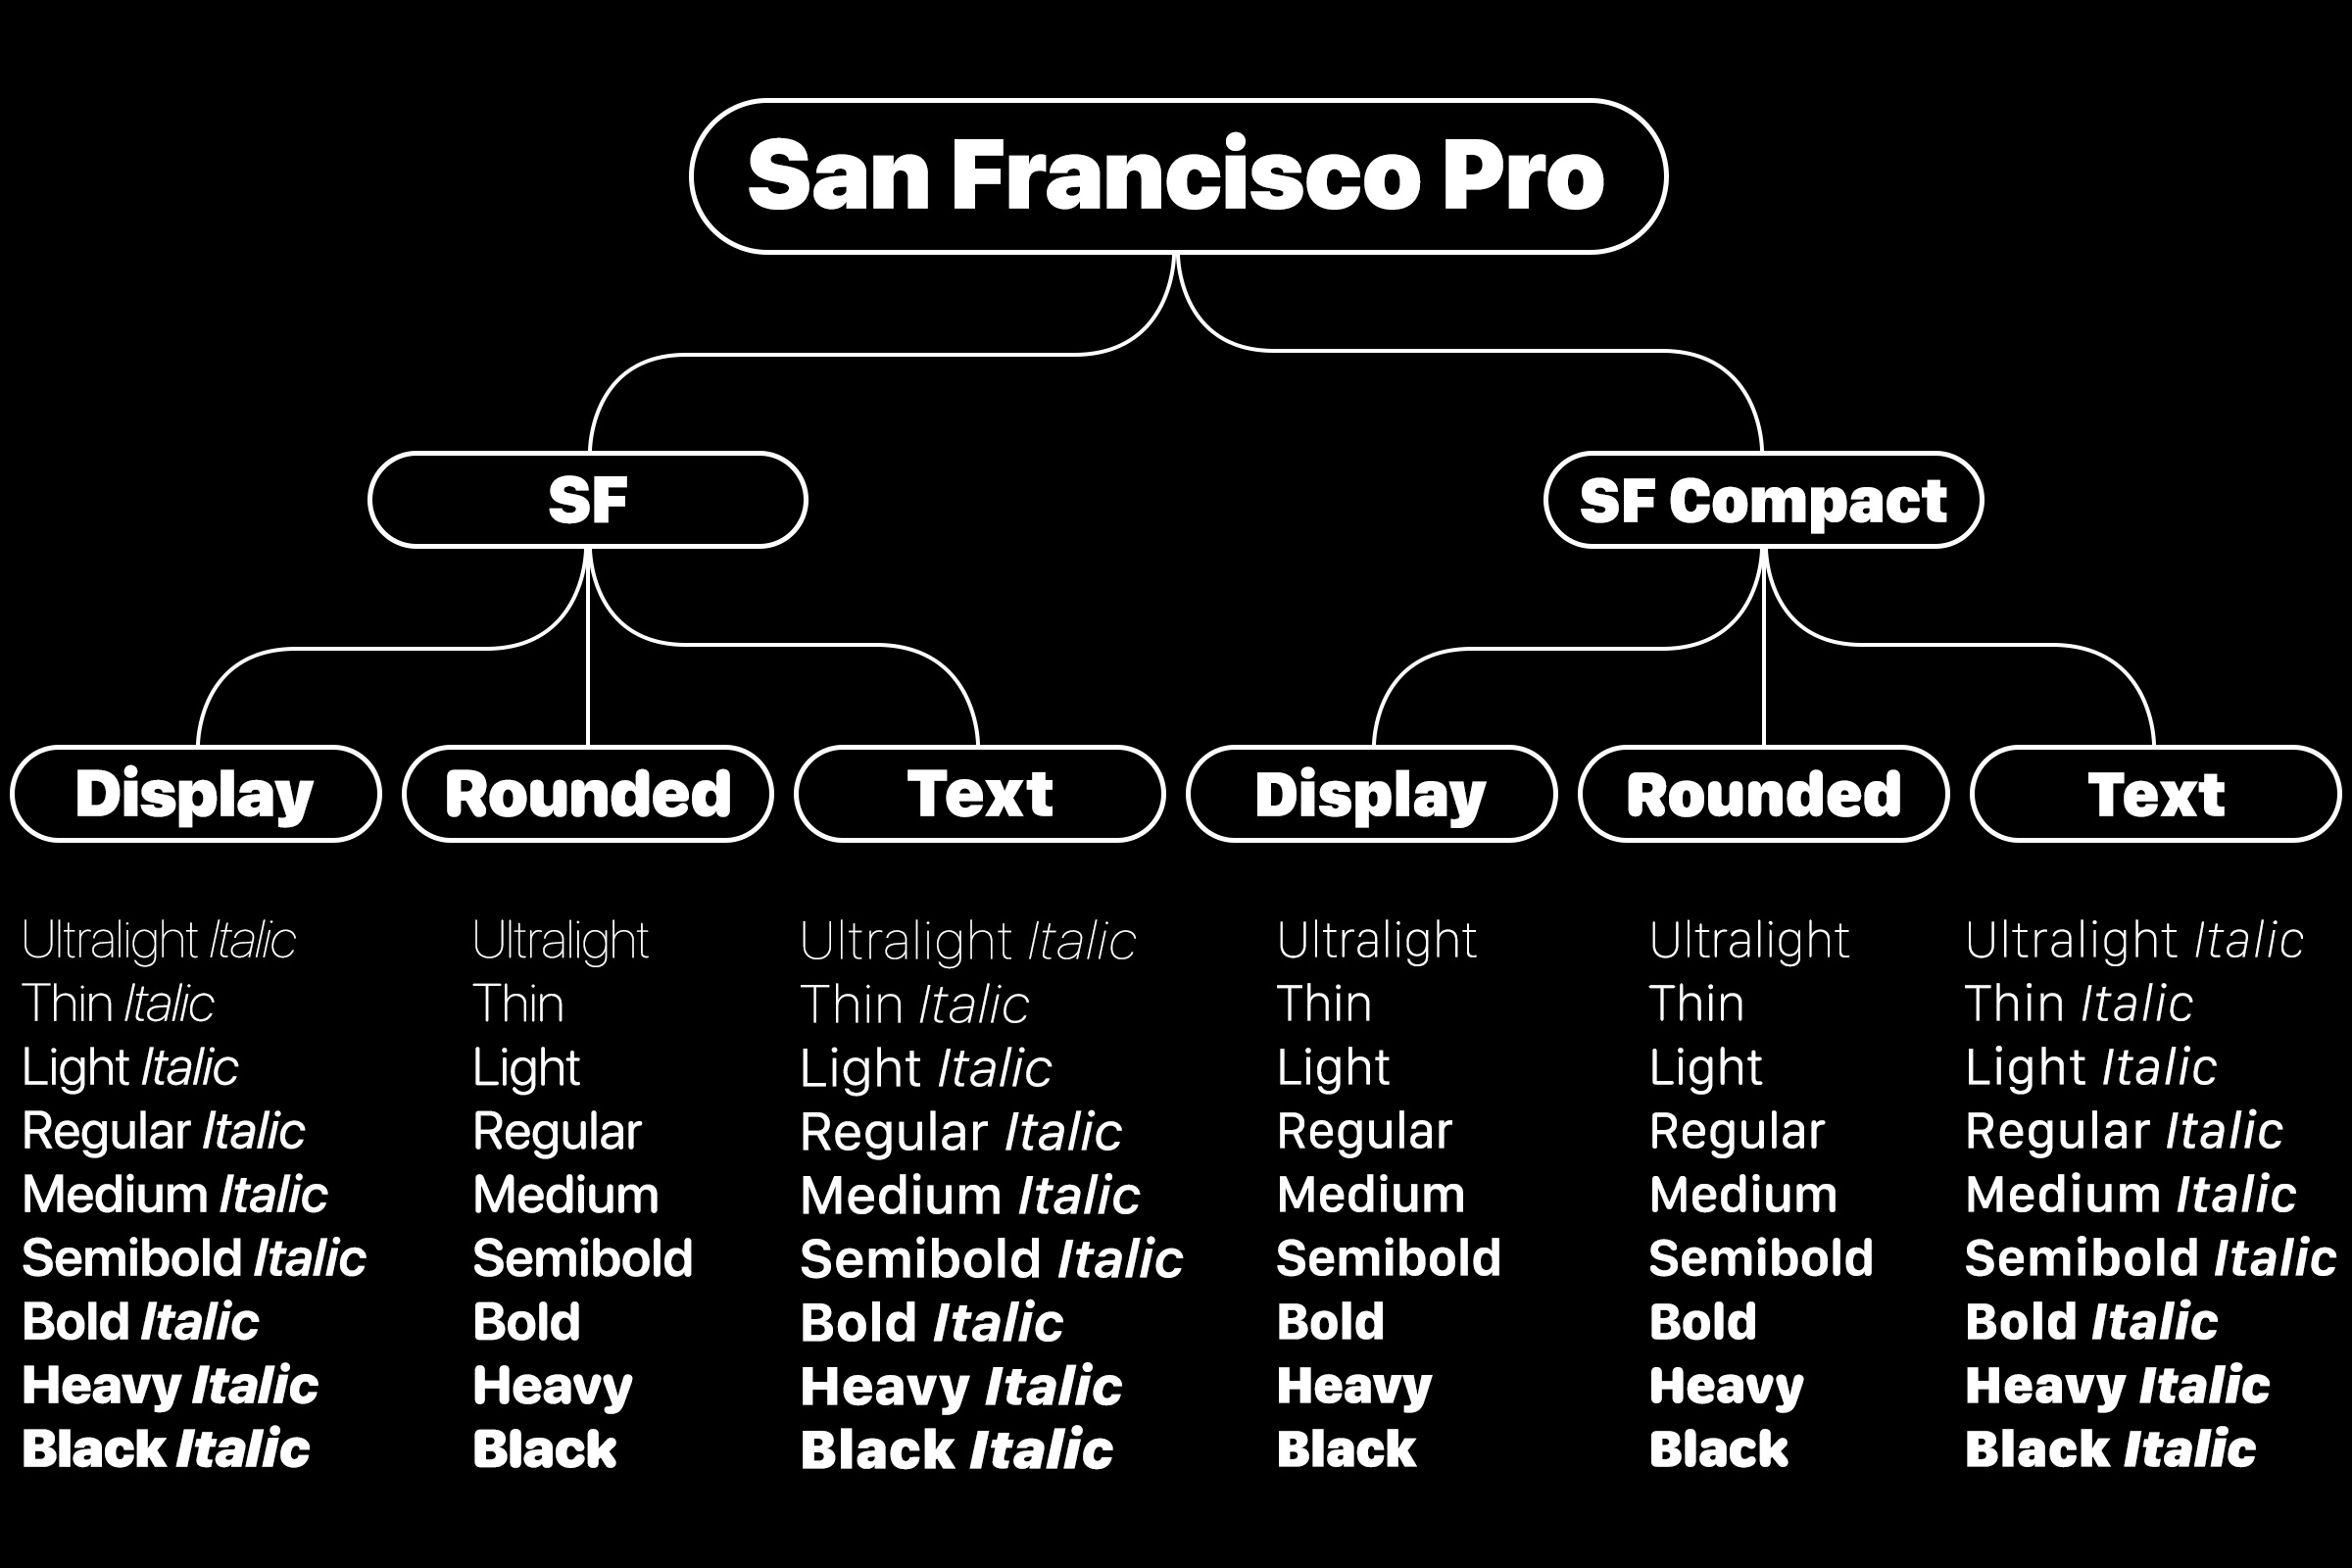 San Francisco Pro
SF
SF Compact
Display
Rounded
Text
Display
Rounded
Text
Ultralight Italic
Thin Italic
Light Italic
Regular Italic
Medium Italic
Semibold Italic
Bold Italic
Heavy Italic
Black Italic
Ultralight
Thin
Light
Regular
Medium
Semibold
Bold
Heavy
Black
Ultralight Italic
Thin Italic
Light Italic
Regular Italic
Medium Italic
Semibold Italic
Bold Italic
Heavy Italic
Black Italic
Ultralight
Thin
Light
Regular
Medium
Semibold
Bold
Heavy
Black
Ultralight
Thin
Light
Regular
Medium
Semibold
Bold
Heavy
Black
Ultralight Italic
Thin Italic
Light Italic
Regular Italic
Medium Italic
Semibold Italic
Bold Italic
Heavy Italic
Black Italic